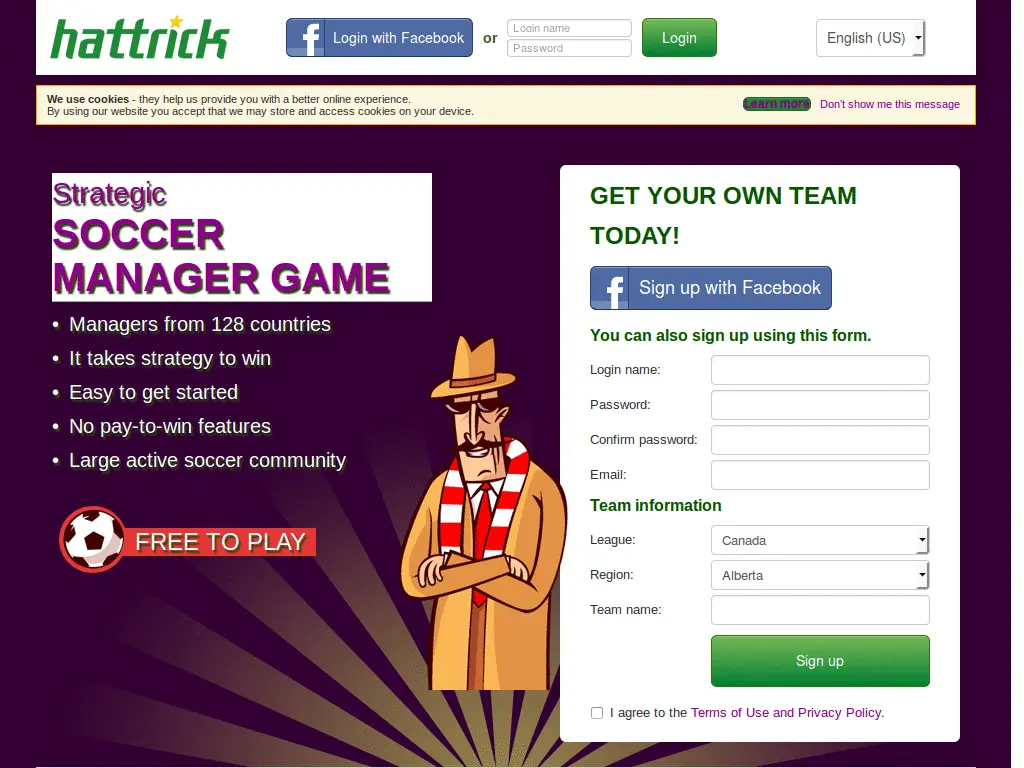 hattrick
Login with Facebook
or
Login name
Password
Login
English (US)
We use cookies - they help us provide you with a better online experience.
By using our website you accept that we may store and access cookies on your device.
Learn more
Don't show me this message
Strategic
SOCCER
MANAGER GAME
• Managers from 128 countries
• It takes strategy to win
• Easy to get started
• No pay-to-win features
• Large active soccer community
FREE TO PLAY
GET YOUR OWN TEAM
TODAY!
Sign up with Facebook
You can also sign up using this form.
Login name:
Password:
Confirm password:
Email:
Team information
League: Canada
Region: Alberta
Team name:
Sign up
I agree to the Terms of Use and Privacy Policy.